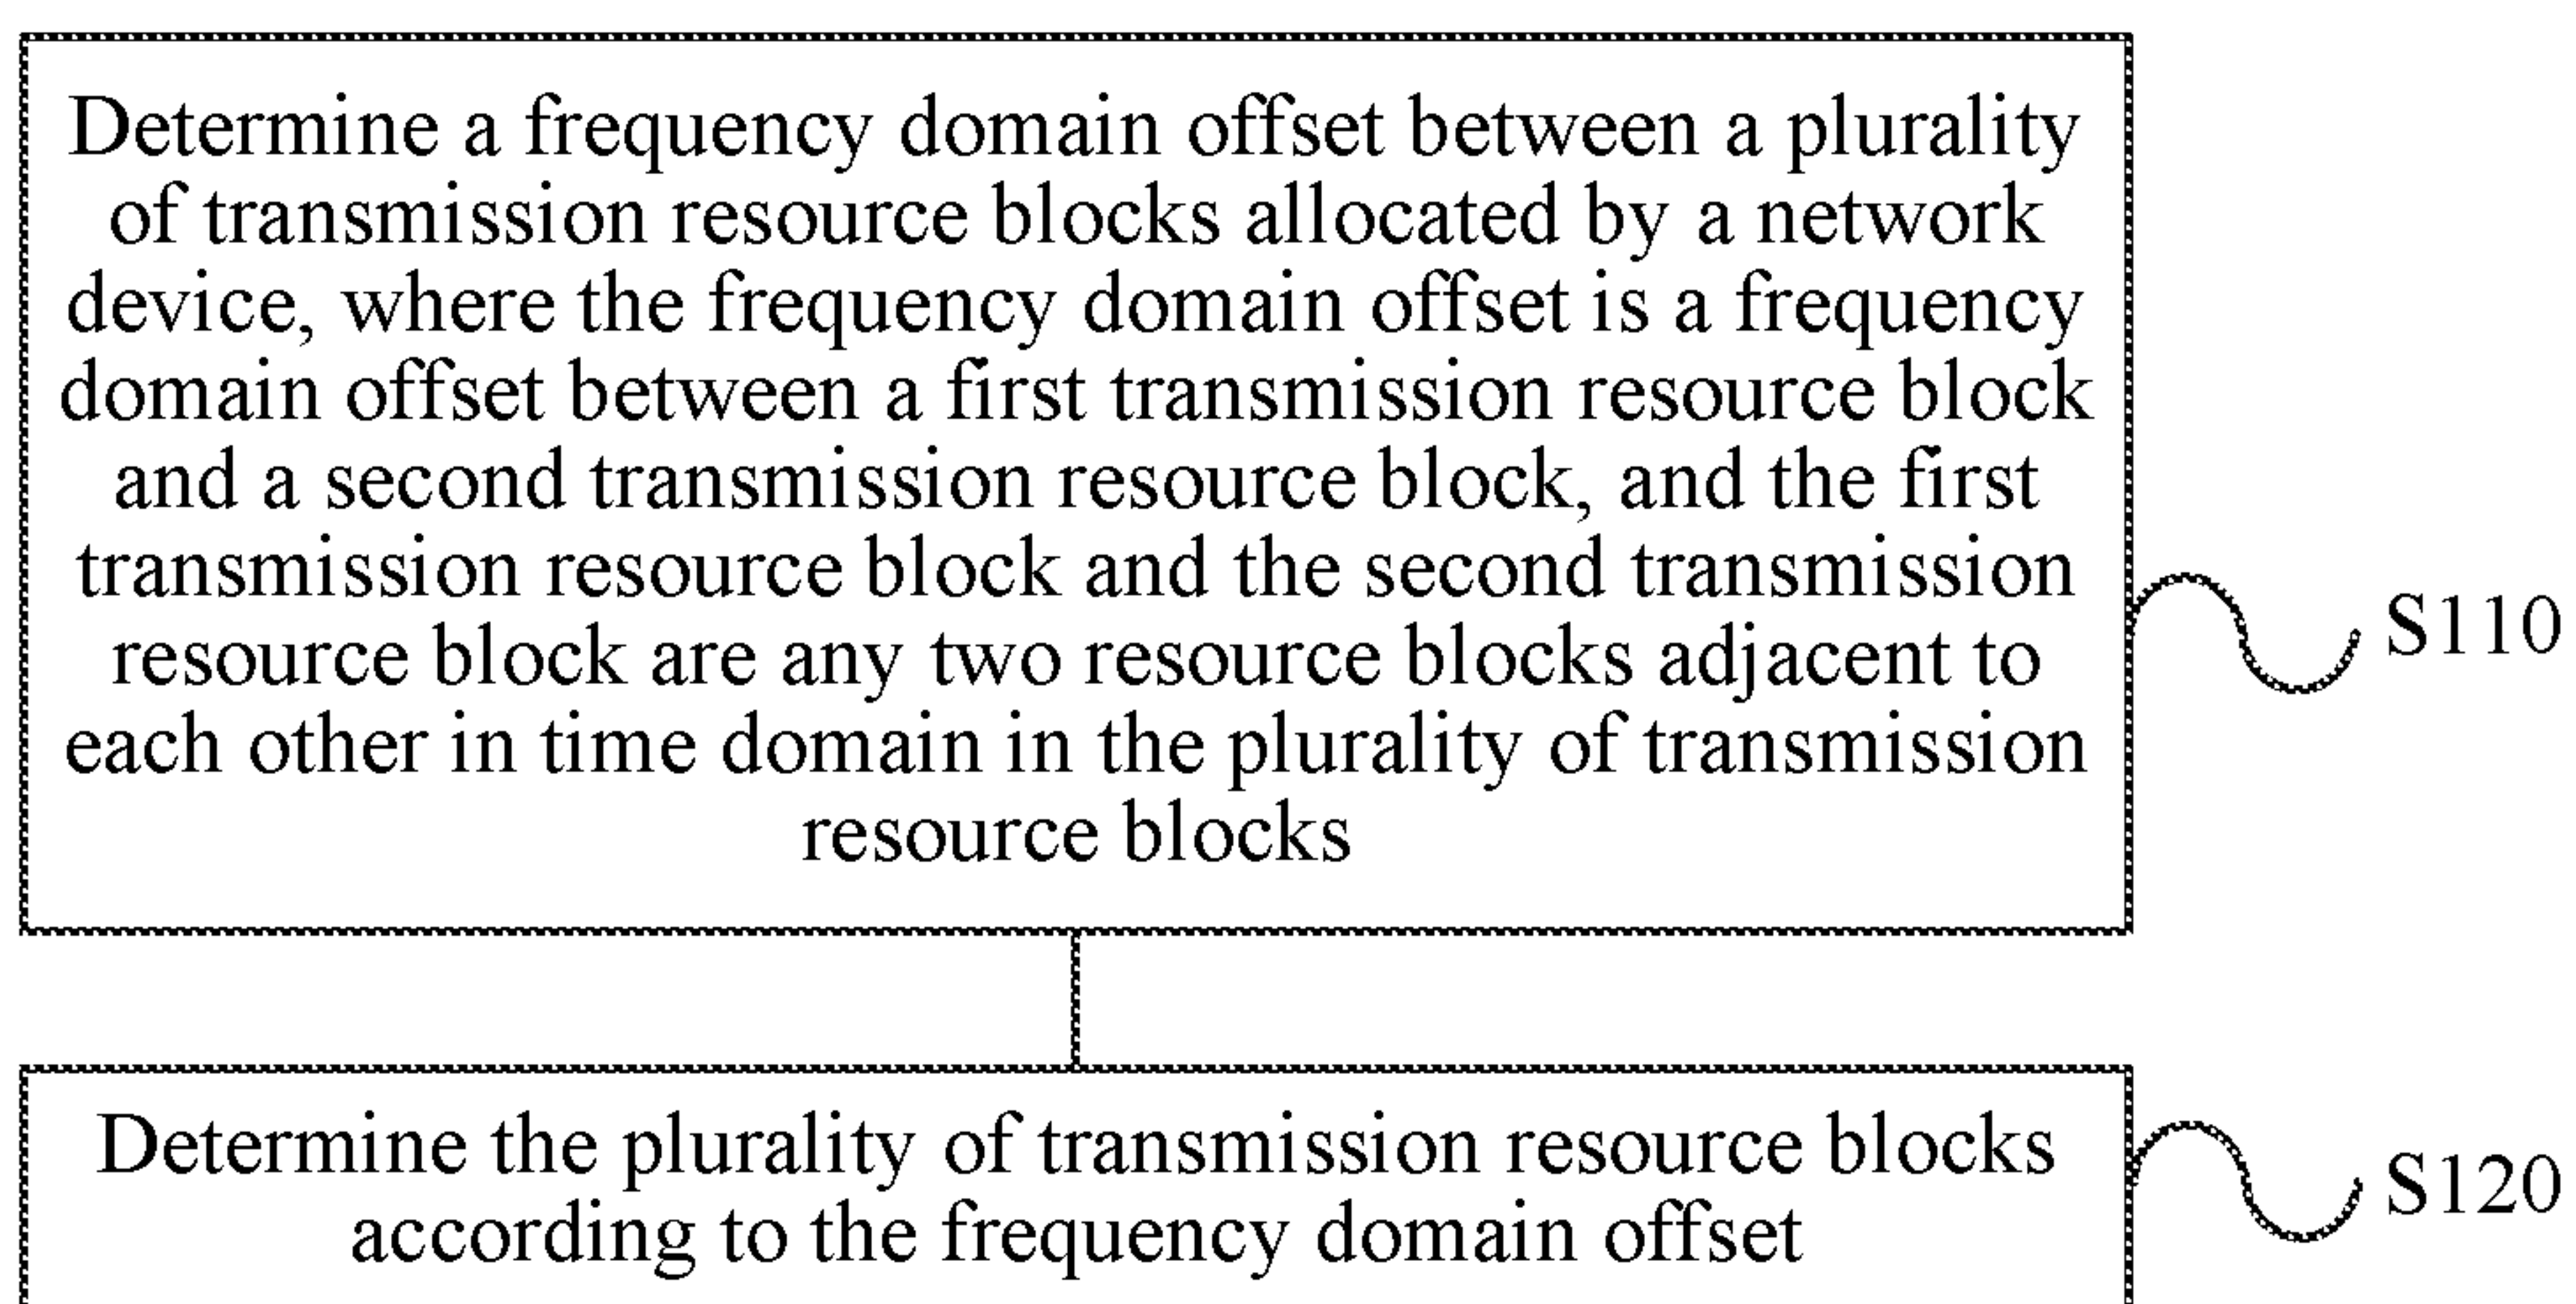 Determine a frequency domain offset between a plurality
of transmission resource blocks allocated by a network
device, where the frequency domain offset is a frequency
domain offset between a first transmission resource block
and a second transmission resource block, and the first
transmission resource block and the second transmission
resource block are any two resource blocks adjacent to
each other in time domain in the plurality of transmission
resource blocks
S110
Determine the plurality of transmission resource blocks
according to the frequency domain offset
S120